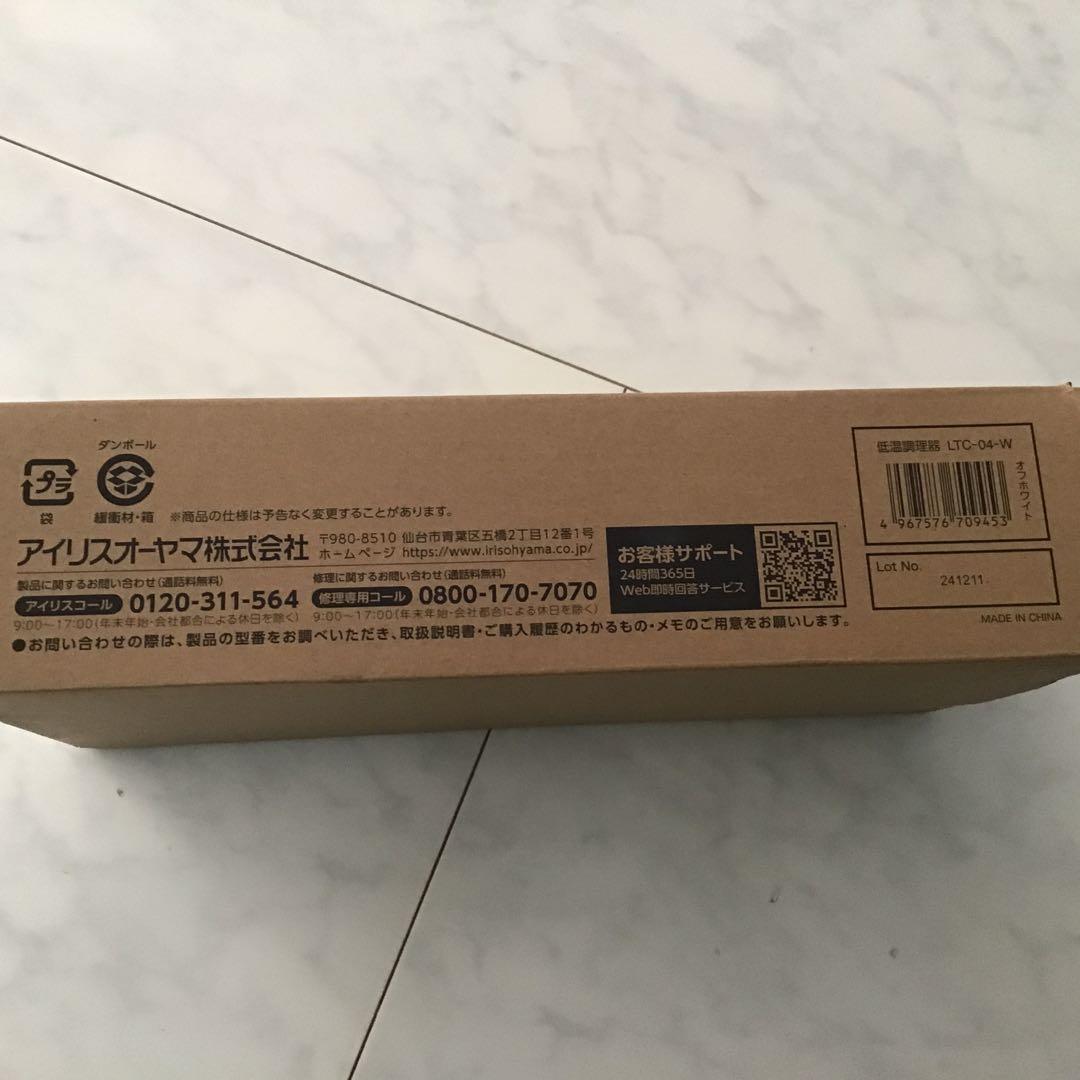 ダンボール
プラ
袋
緩衝材・箱
※商品の仕様は予告なく変更することがあります。
アイリスオーヤマ株式会社
〒980-8510 仙台市青葉区五橋2丁目12番1号
ホームページ https://www.irisohyama.co.jp/
製品に関するお問い合わせ(通話料無料)
アイリスコール 0120-311-564
9:00~17:00(年末年始・会社都合による休日を除く)
修理に関するお問い合わせ(通話料無料)
修理専用コール 0800-170-7070
9:00~17:00(年末年始・会社都合による休日を除く)
●お問い合わせの際は、製品の型番をお調べいただき、取扱説明書・ご購入履歴のわかるもの・メモのご用意をお願いします。
お客様サポート
24時間365日
Web即時回答サービス
低温調理器 LTC-04-W
オフホワイト
4 967576 709453
Lot No.
241211
MADE IN CHINA